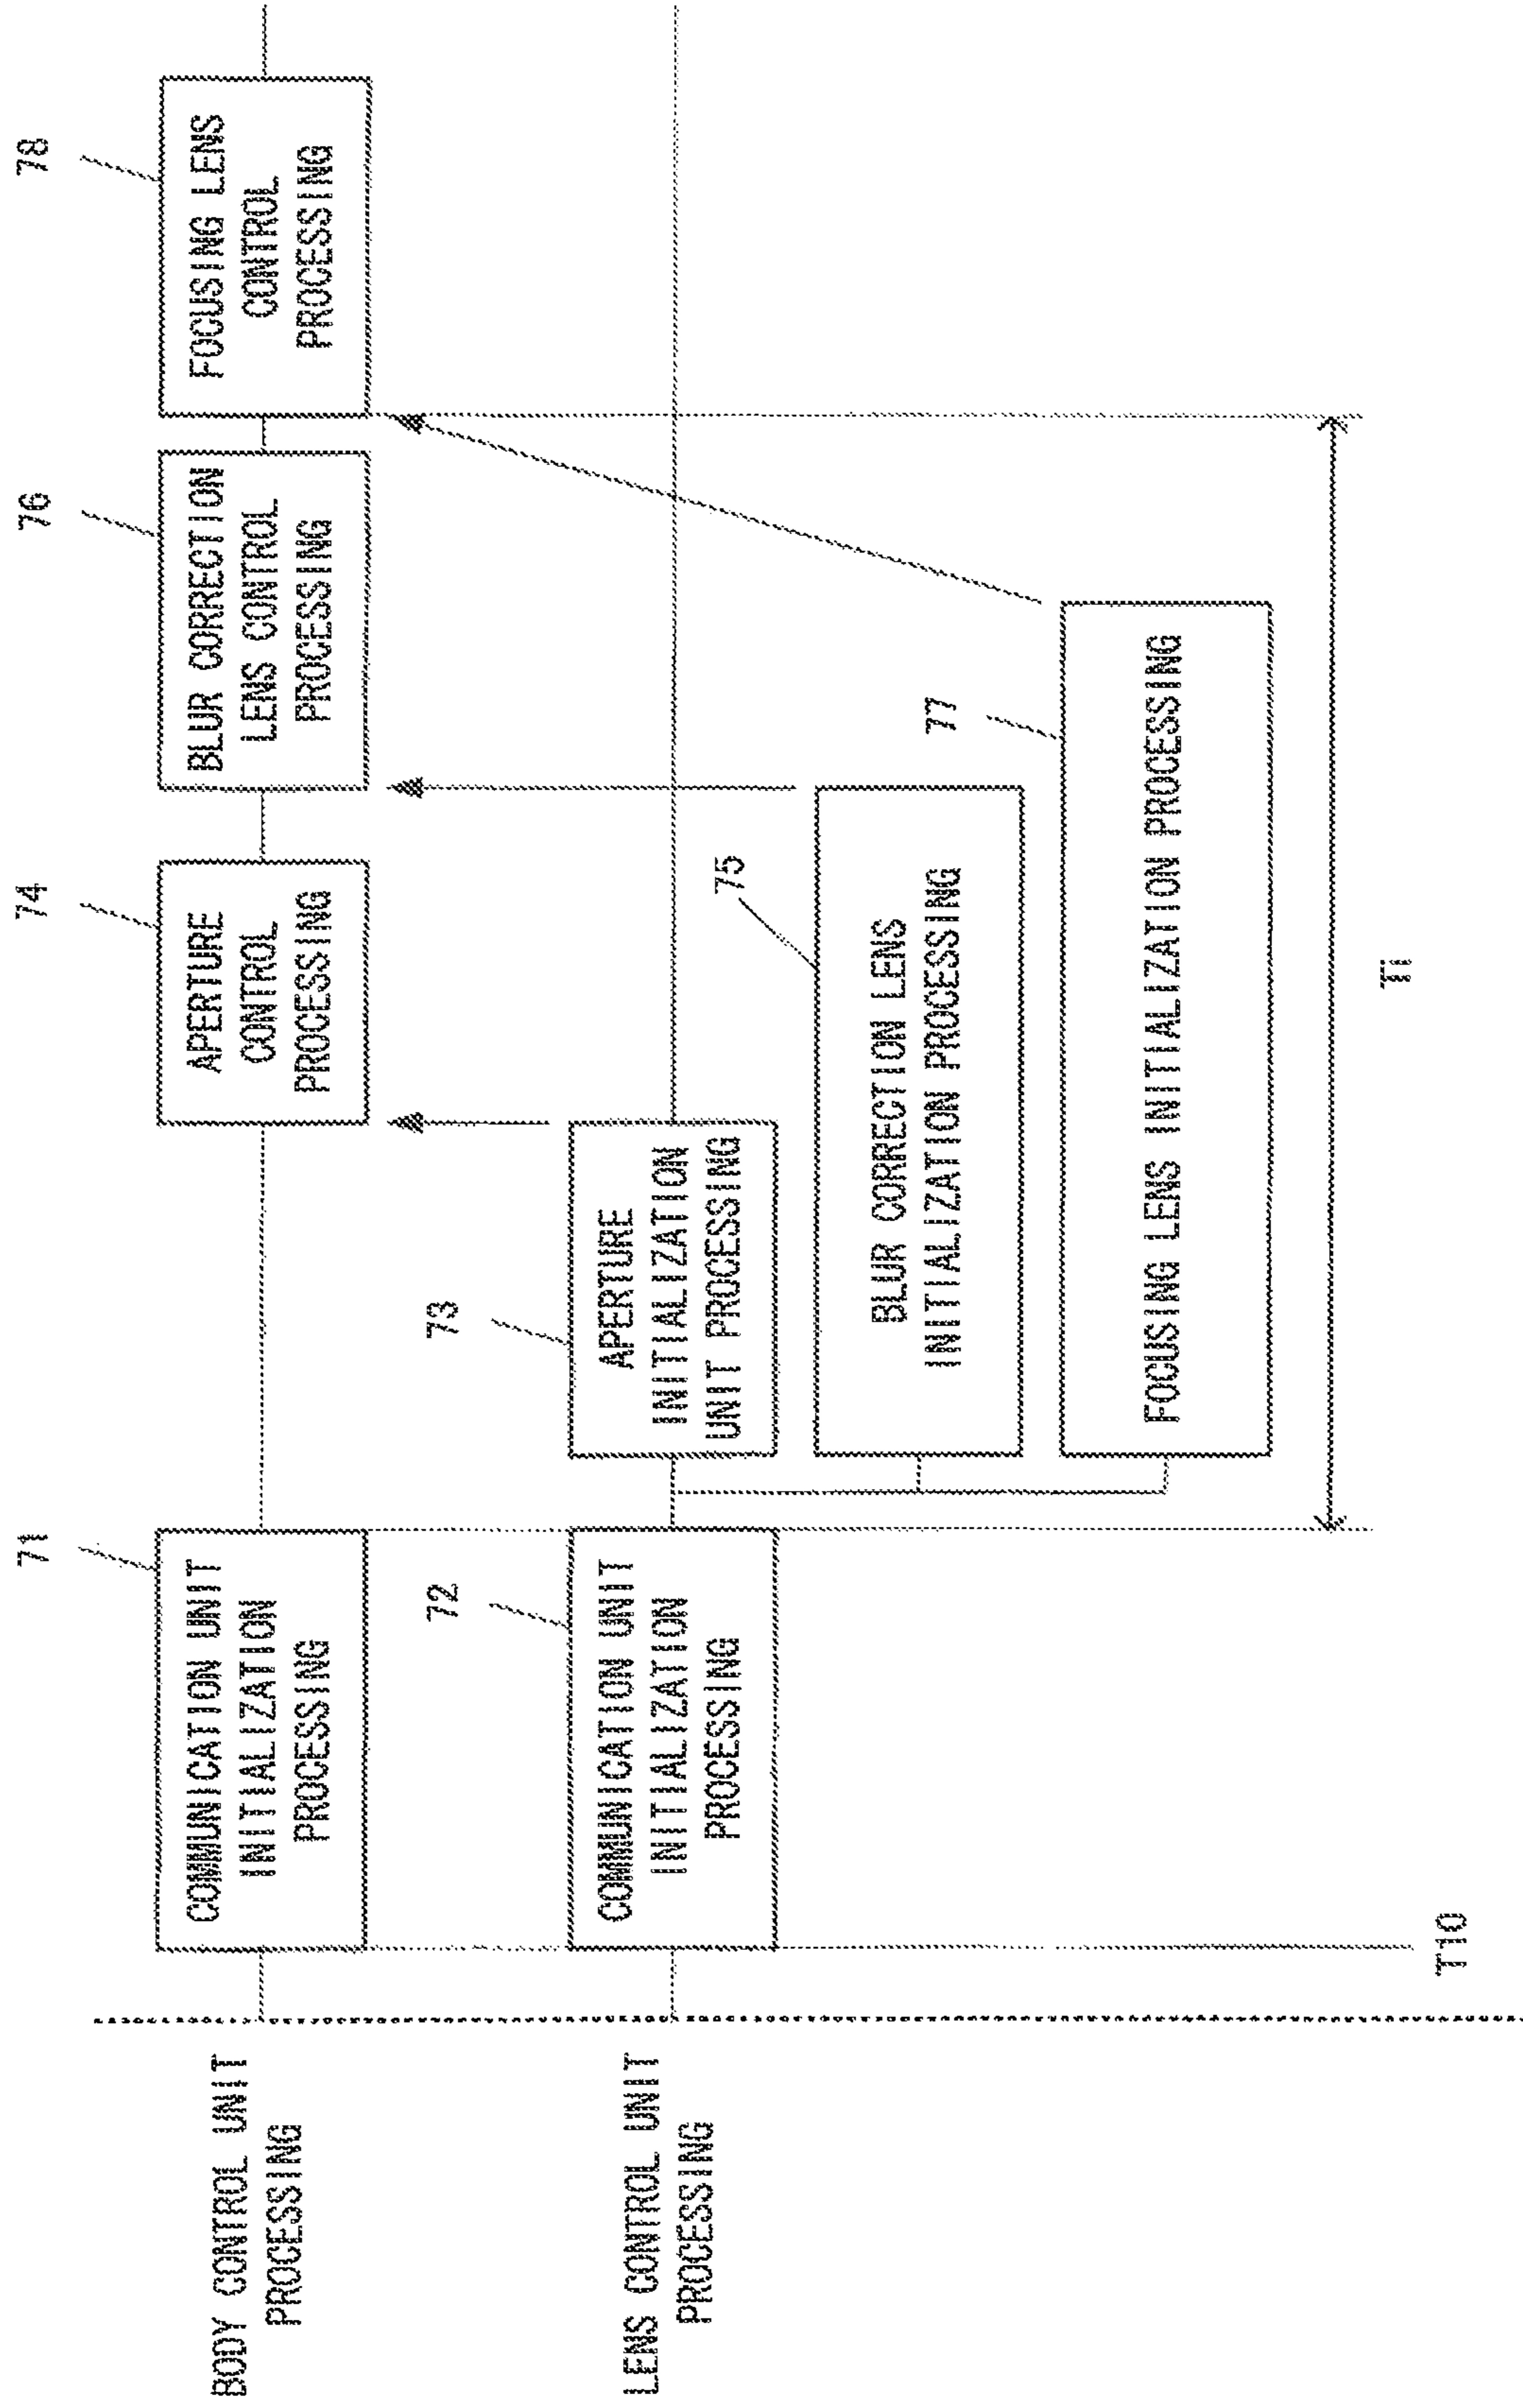 BODY CONTROL UNIT
PROCESSING
71
COMMUNICATION UNIT
INITIALIZATION
PROCESSING
74
APERTURE
CONTROL
PROCESSING
76
BLUR CORRECTION
LENS CONTROL
PROCESSING
78
FOCUSING LENS
CONTROL
PROCESSING
LENS CONTROL UNIT
PROCESSING
72
COMMUNICATION UNIT
INITIALIZATION
PROCESSING
73
APERTURE
INITIALIZATION
UNIT PROCESSING
75
BLUR CORRECTION LENS
INITIALIZATION PROCESSING
77
FOCUSING LENS INITIALIZATION PROCESSING
Ti
T10